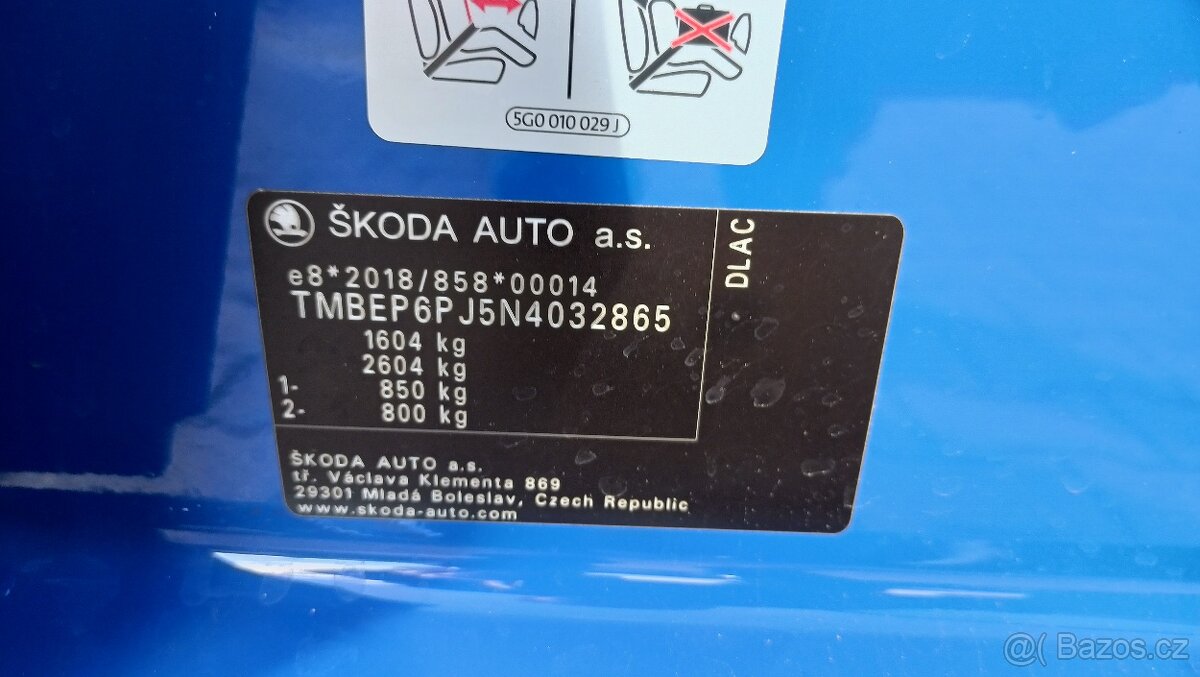 5G0 010 029 J
ŠKODA AUTO a.s.
DLAC
e8*2018/858*00014
TMBEP6PJ5N4032865
1604 kg
2604 kg
1- 850 kg
2- 800 kg
ŠKODA AUTO a.s.
tř. Václava Klementa 869
29301 Mladá Boleslav, Czech Republic
www.skoda-auto.com
@( Bazos.cz